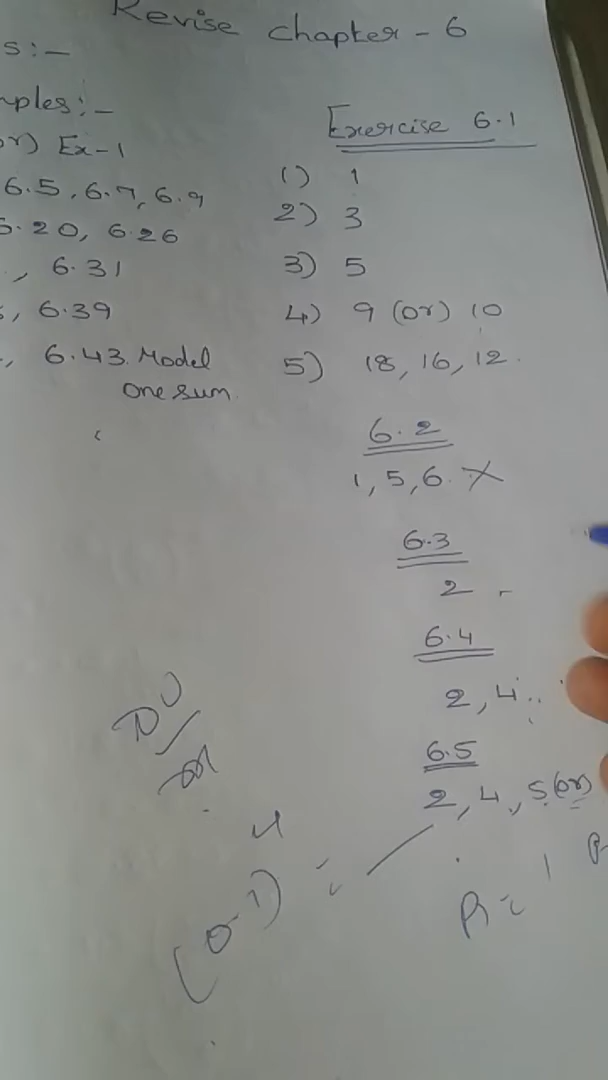 Revise chapter - 6
s:-
mples:-
or) Ex-1
6.5, 6.7, 6.9
6.20, 6.26
, 6.31
, 6.39
, 6.43. Model
one sum.
Exercise 6.1
1) 1
2) 3
3) 5
4) 9 (or) 10
5) 18, 16, 12.
6.2
1, 5, 6. X
6.3
2
6.4
2, 4..
6.5
2, 4, 5 (or)